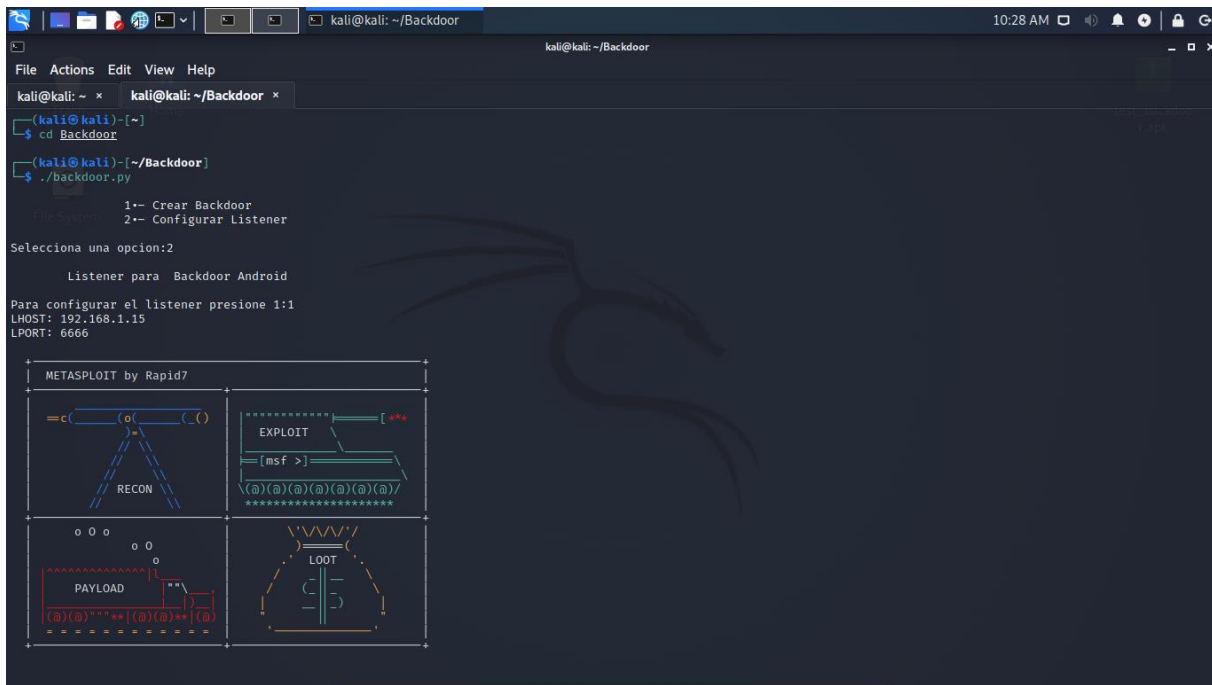 kali@kali: ~/Backdoor
10:28 AM
kali@kali: ~/Backdoor
File Actions Edit View Help
kali@kali: ~ × kali@kali: ~/Backdoor ×
┌──(kali㉿kali)-[~]
└─$ cd Backdoor
┌──(kali㉿kali)-[~/Backdoor]
└─$ ./backdoor.py
1•— Crear Backdoor
2•— Configurar Listener
Selecciona una opcion:2
Listener para  Backdoor Android
Para configurar el listener presione 1:1
LHOST: 192.168.1.15
LPORT: 6666
METASPLOIT by Rapid7
EXPLOIT
[msf >]
RECON
PAYLOAD
LOOT
File System